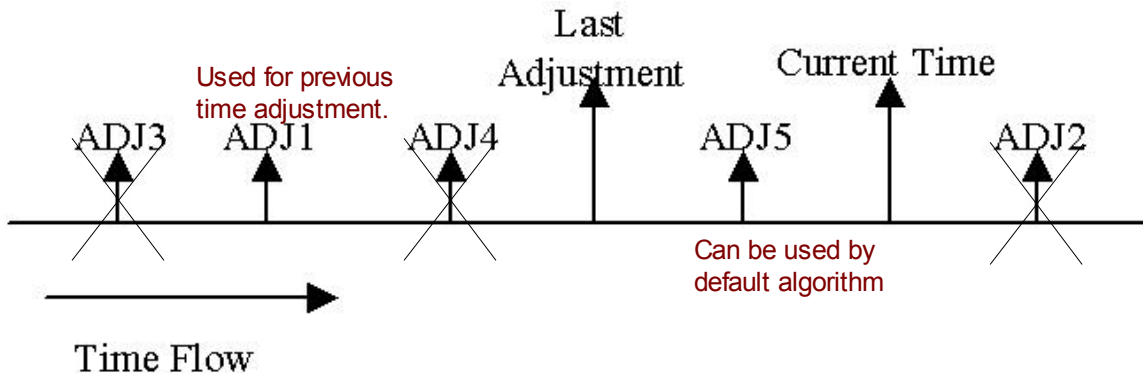 Last
Adjustment
Current Time
Used for previous
time adjustment.
ADJ3
ADJ1
ADJ4
ADJ5
ADJ2
Can be used by
default algorithm
Time Flow